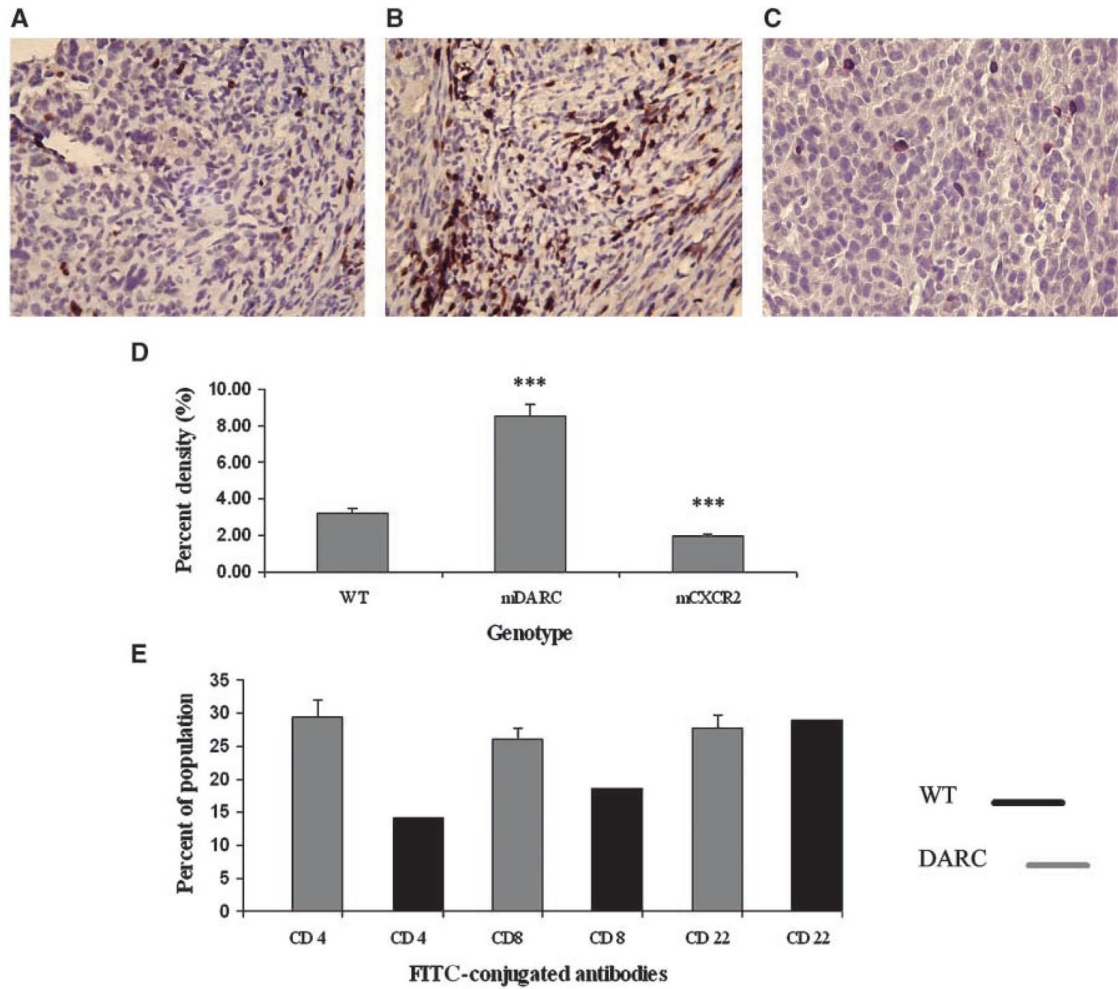 A
B
C
D
Percent density (%)
10.00
8.00
6.00
4.00
2.00
0.00
***
***
WT
mDARC
mCXCR2
Genotype
E
Percent of population
35
30
25
20
15
10
5
0
CD 4
CD 4
CD8
CD 8
CD 22
CD 22
FITC-conjugated antibodies
WT
DARC